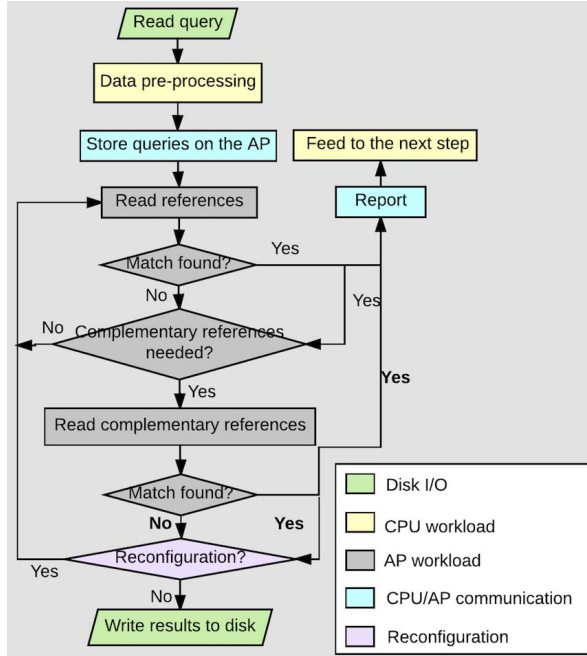 Read query
Data pre-processing
Store queries on the AP
Feed to the next step
Read references
Report
Match found?
Yes
No
Yes
Complementary references
needed?
No
Yes
Yes
Read complementary references
Match found?
No
Yes
Reconfiguration?
Yes
No
Write results to disk
Disk I/O
CPU workload
AP workload
CPU/AP communication
Reconfiguration